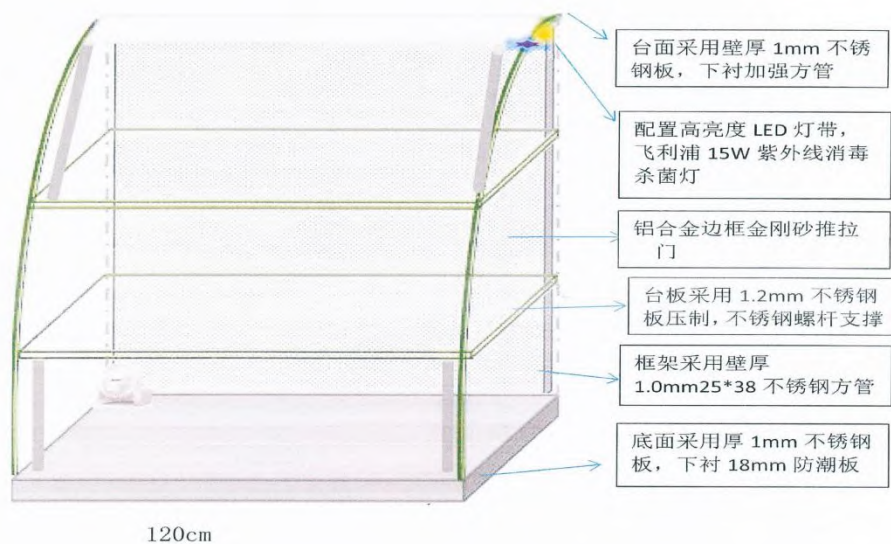 台面采用壁厚 1mm 不锈
钢板，下衬加强方管
配置高亮度 LED 灯带，
飞利浦 15W 紫外线消毒
杀菌灯
铝合金边框金刚砂推拉
门
台板采用 1.2mm 不锈钢
板压制，不锈钢螺杆支撑
框架采用壁厚
1.0mm25*38 不锈钢方管
底面采用厚 1mm 不锈钢
板，下衬 18mm 防潮板
120cm